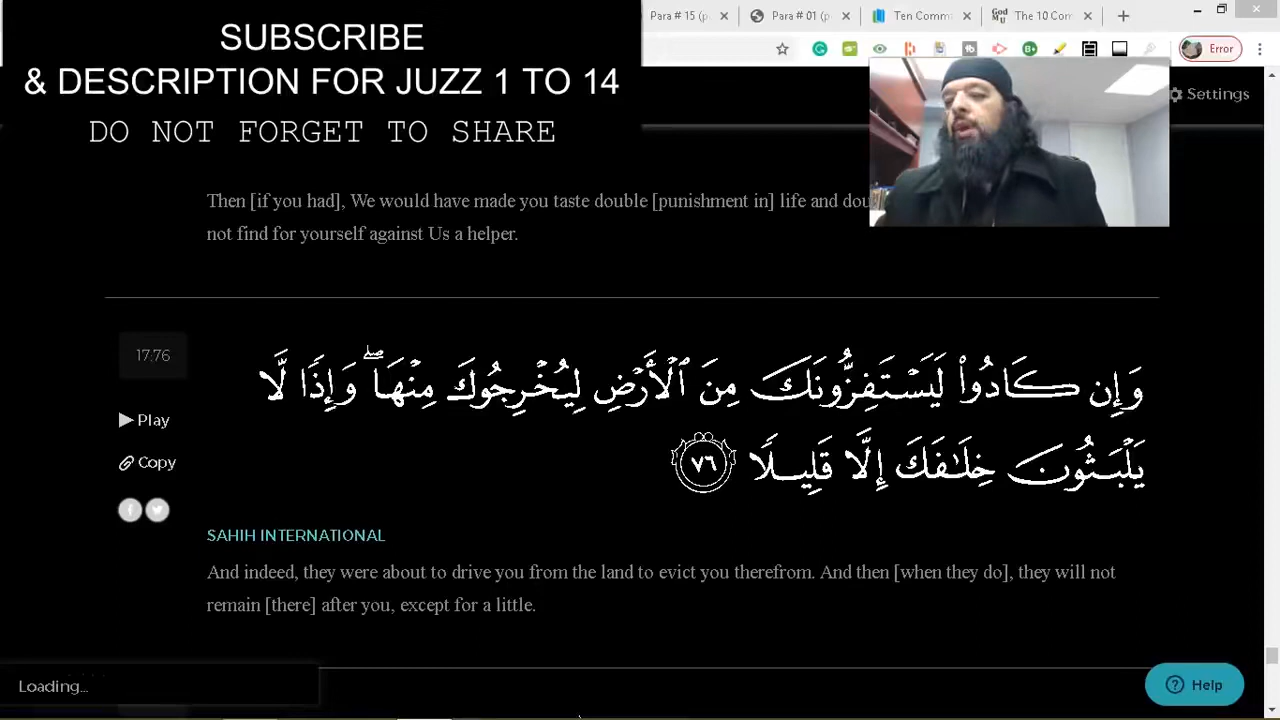 SUBSCRIBE
& DESCRIPTION FOR JUZZ 1 TO 14
DO NOT FORGET TO SHARE
Para # 15 (p
Para # 01 (p
Ten Comm
The 10 Com
Error
Settings
Then [if you had], We would have made you taste double [punishment in] life and dou
not find for yourself against Us a helper.
17:76
Play
Copy
وَإِن كَادُوا۟ لَيَسْتَفِزُّونَكَ مِنَ ٱلْأَرْضِ لِيُخْرِجُوكَ مِنْهَا ۖ وَإِذًا لَّا
يَلْبَثُونَ خِلَٰفَكَ إِلَّا قَلِيلًا ٧٦
SAHIH INTERNATIONAL
And indeed, they were about to drive you from the land to evict you therefrom. And then [when they do], they will not
remain [there] after you, except for a little.
Loading...
Help